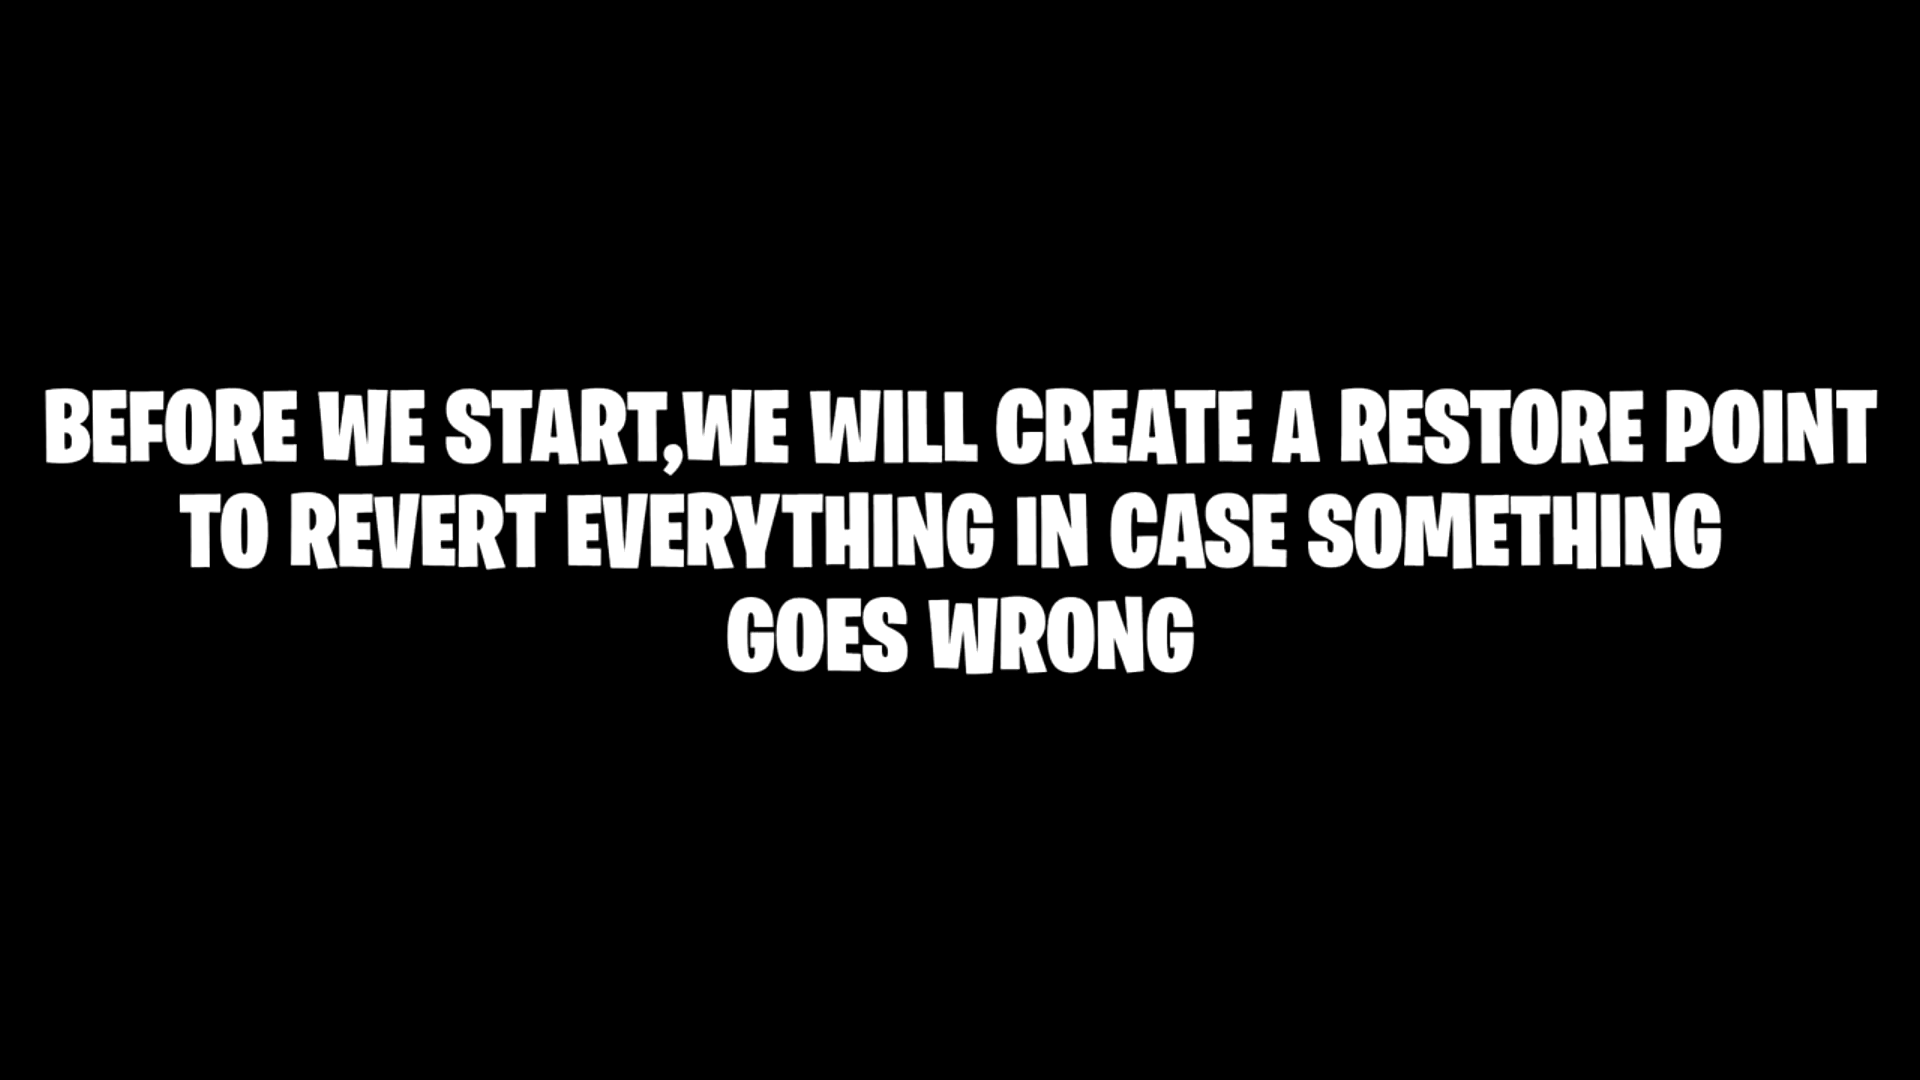 BEFORE WE START,WE WILL CREATE A RESTORE POINT
TO REVERT EVERYTHING IN CASE SOMETHING
GOES WRONG